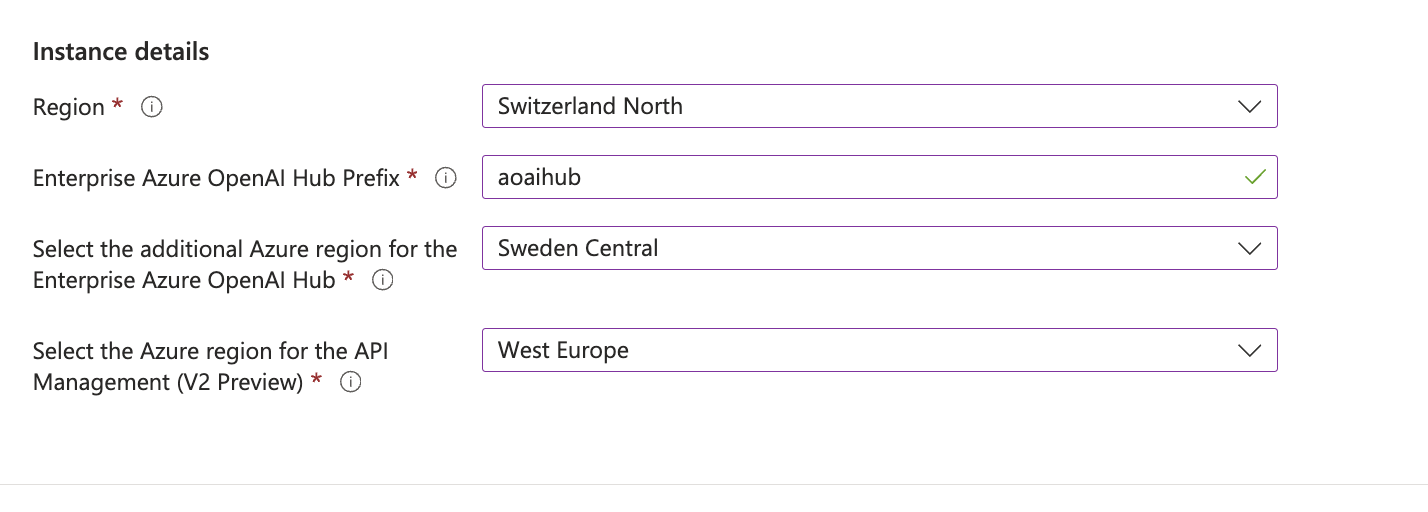 Instance details
Region *
Switzerland North
Enterprise Azure OpenAI Hub Prefix *
aoaihub
Select the additional Azure region for the
Enterprise Azure OpenAI Hub *
Sweden Central
Select the Azure region for the API
Management (V2 Preview) *
West Europe